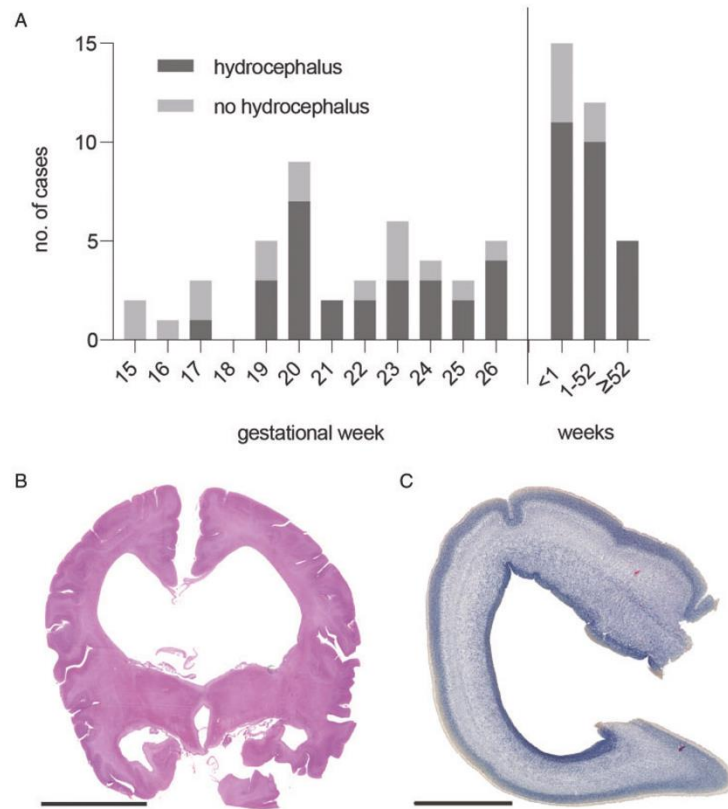 A
15
10
5
0
no. of cases
hydrocephalus
no hydrocephalus
15 16 17 18 19 20 21 22 23 24 25 26 <1 1-52 ≥52
gestational week weeks
B C